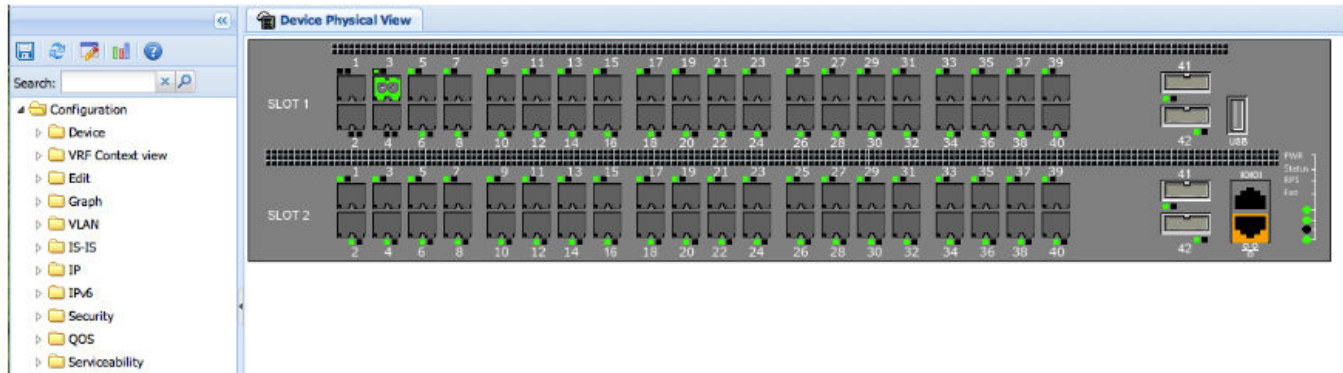 Device Physical View
Search:
Configuration
Device
VRF Context view
Edit
Graph
VLAN
IS-IS
IP
IPv6
Security
QOS
Serviceability
1 3 5 7 9 11 13 15 17 19 21 23 25 27 29 31 33 35 37 39 41
SLOT 1
2 4 6 8 10 12 14 16 18 20 22 24 26 28 30 32 34 36 38 40 42 USB
1 3 5 7 9 11 13 15 17 19 21 23 25 27 29 31 33 35 37 39 41 IOIOI
SLOT 2
2 4 6 8 10 12 14 16 18 20 22 24 26 28 30 32 34 36 38 40 42
PWR
Status
RPS
Fan